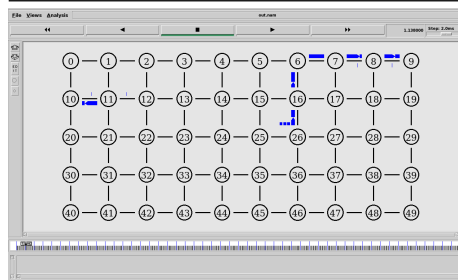 File Views Analysis out.nam
1.138000 Step: 2.0ms
0 1 2 3 4 5 6 7 8 9
10 11 12 13 14 15 16 17 18 19
20 21 22 23 24 25 26 27 28 29
30 31 32 33 34 35 36 37 38 39
40 41 42 43 44 45 46 47 48 49